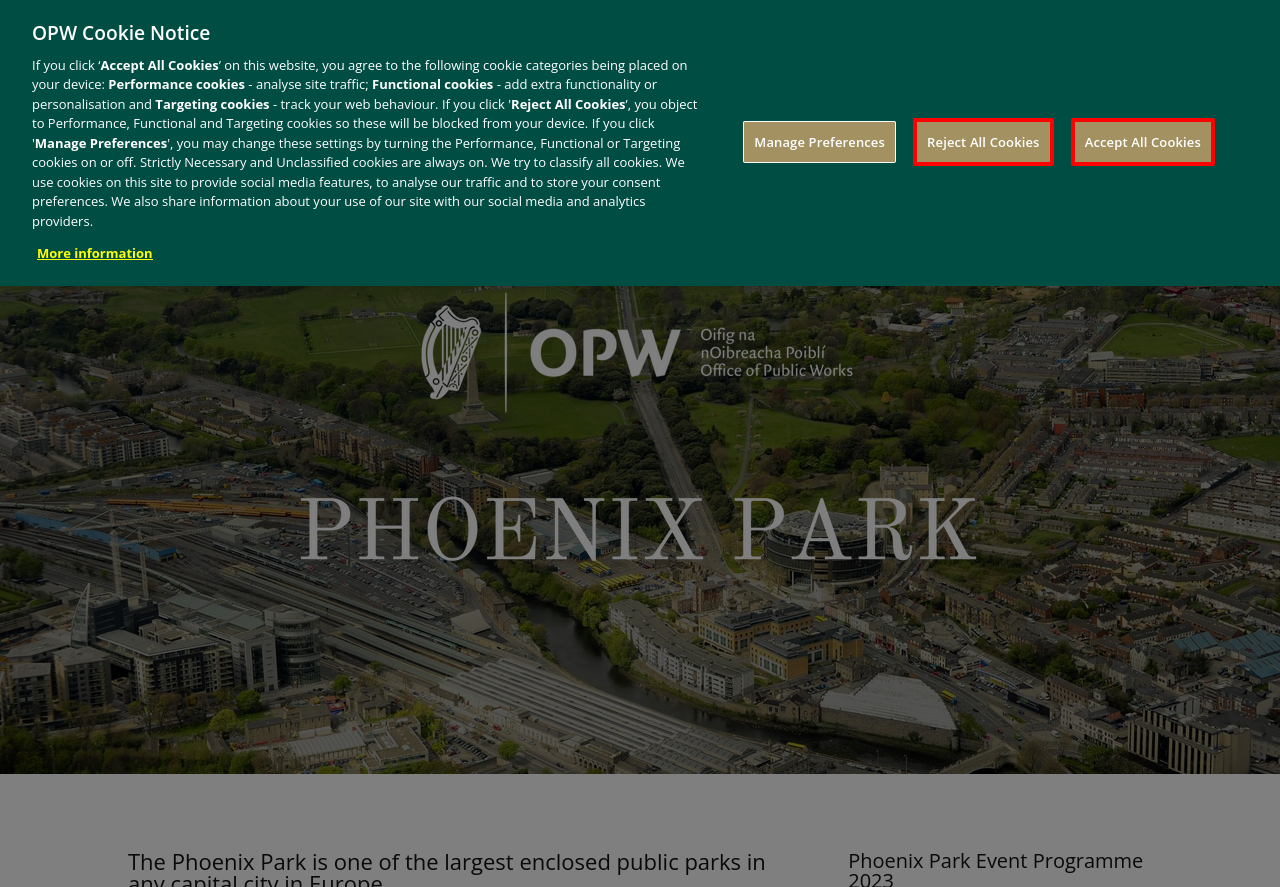 OPW Cookie Notice
If you click ‘Accept All Cookies’ on this website, you agree to the following cookie categories being placed on
your device: Performance cookies - analyse site traffic; Functional cookies - add extra functionality or
personalisation and Targeting cookies - track your web behaviour. If you click 'Reject All Cookies’, you object
to Performance, Functional and Targeting cookies so these will be blocked from your device. If you click
'Manage Preferences', you may change these settings by turning the Performance, Functional or Targeting
cookies on or off. Strictly Necessary and Unclassified cookies are always on. We try to classify all cookies. We
use cookies on this site to provide social media features, to analyse our traffic and to store your consent
preferences. We also share information about your use of our site with our social media and analytics
providers.
More information
Manage Preferences
Reject All Cookies
Accept All Cookies
OPW
Oifig na
nOibreacha Poiblí
Office of Public Works
PHOENIX PARK
The Phoenix Park is one of the largest enclosed public parks in
any capital city in Europe
Phoenix Park Event Programme
2023